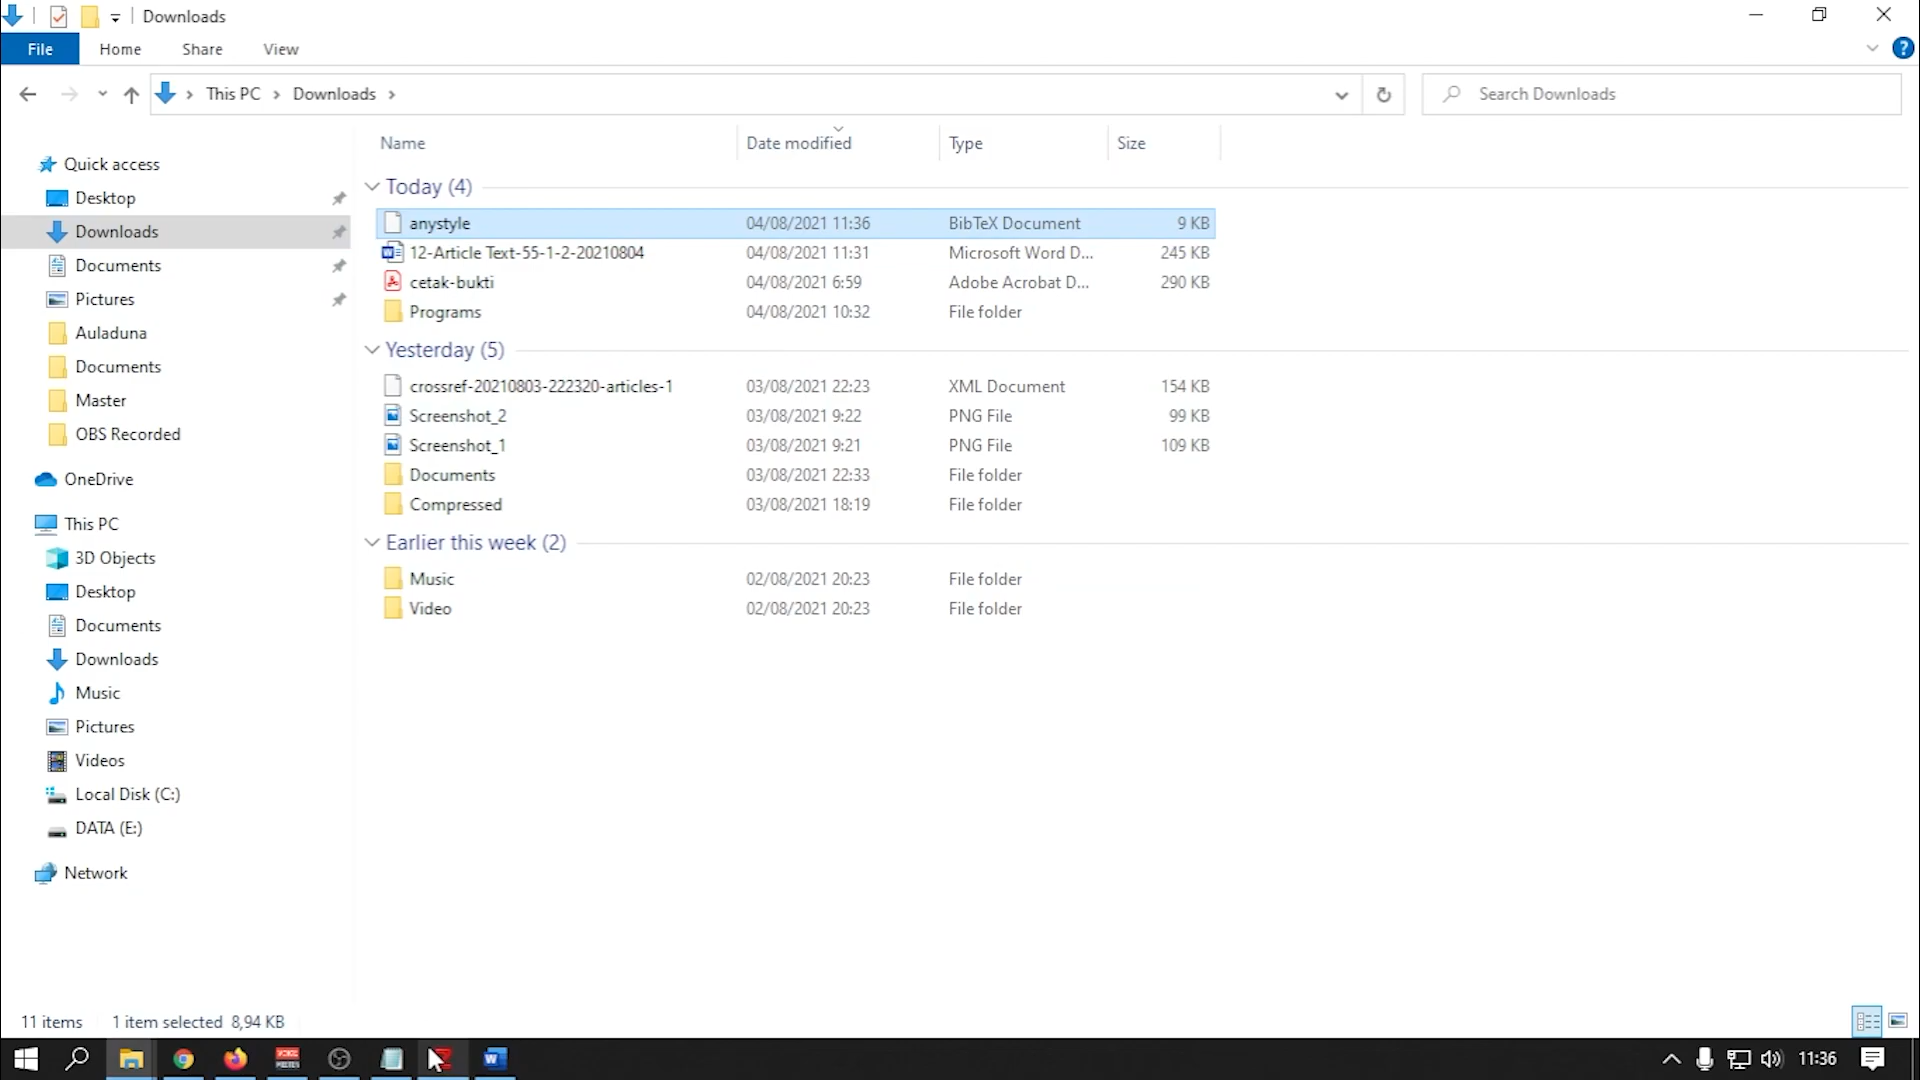 Downloads
File Home Share View
This PC Downloads Search Downloads
Name Date modified Type Size
Quick access
Desktop
Downloads
Documents
Pictures
Auladuna
Documents
Master
OBS Recorded
OneDrive
This PC
3D Objects
Desktop
Documents
Downloads
Music
Pictures
Videos
Local Disk (C:)
DATA (E:)
Network
Today (4)
anystyle 04/08/2021 11:36 BibTeX Document 9 KB
12-Article Text-55-1-2-20210804 04/08/2021 11:31 Microsoft Word D... 245 KB
cetak-bukti 04/08/2021 6:59 Adobe Acrobat D... 290 KB
Programs 04/08/2021 10:32 File folder
Yesterday (5)
crossref-20210803-222320-articles-1 03/08/2021 22:23 XML Document 154 KB
Screenshot_2 03/08/2021 9:22 PNG File 99 KB
Screenshot_1 03/08/2021 9:21 PNG File 109 KB
Documents 03/08/2021 22:33 File folder
Compressed 03/08/2021 18:19 File folder
Earlier this week (2)
Music 02/08/2021 20:23 File folder
Video 02/08/2021 20:23 File folder
11 items 1 item selected 8,94 KB
11:36